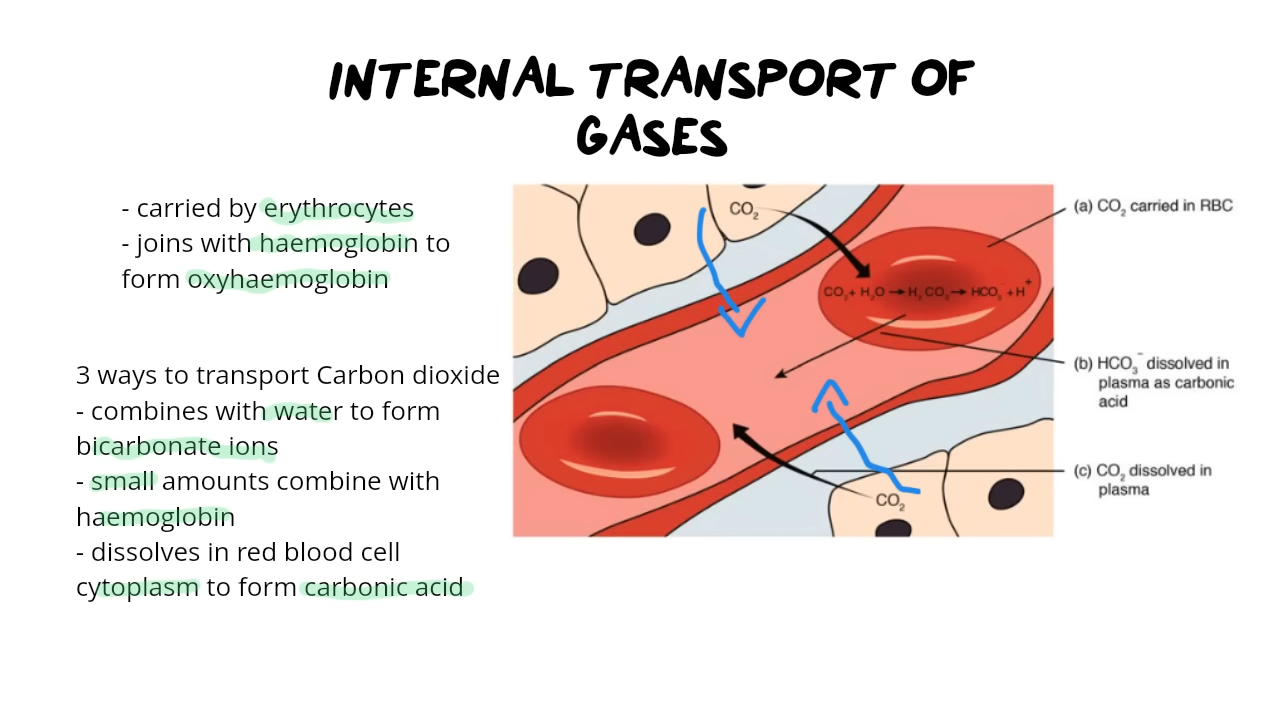 INTERNAL TRANSPORT OF
GASES
- carried by erythrocytes
- joins with haemoglobin to
form oxyhaemoglobin
3 ways to transport Carbon dioxide
- combines with water to form
bicarbonate ions
- small amounts combine with
haemoglobin
- dissolves in red blood cell
cytoplasm to form carbonic acid
CO₂
CO₂ + H₂O → H₂ CO₃ → HCO₃⁻ + H⁺
CO₂
(a) CO₂ carried in RBC
(b) HCO₃⁻ dissolved in
plasma as carbonic
acid
(c) CO₂ dissolved in
plasma